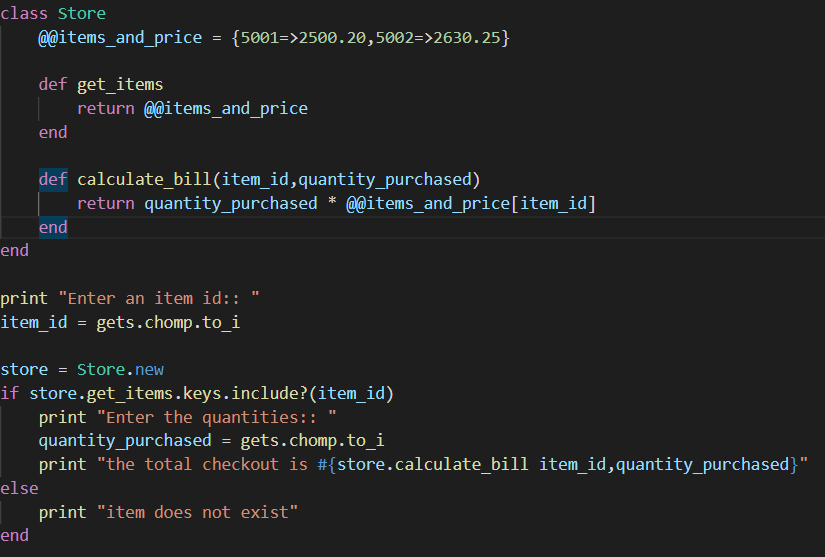 class Store
    @@items_and_price = {5001=>2500.20,5002=>2630.25}

    def get_items
        return @@items_and_price
    end

    def calculate_bill(item_id,quantity_purchased)
        return quantity_purchased * @@items_and_price[item_id]
    end
end

print "Enter an item id:: "
item_id = gets.chomp.to_i

store = Store.new
if store.get_items.keys.include?(item_id)
    print "Enter the quantities:: "
    quantity_purchased = gets.chomp.to_i
    print "the total checkout is #{store.calculate_bill item_id,quantity_purchased}"
else
    print "item does not exist"
end